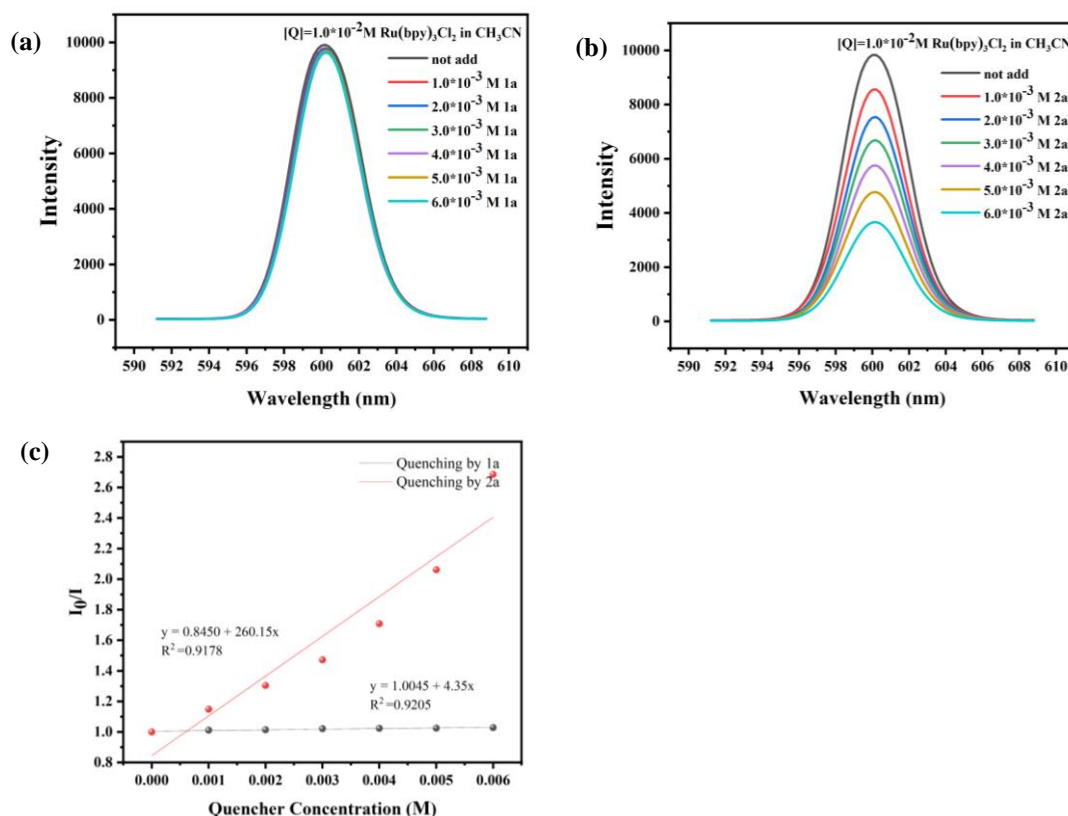 (a)
[Q]=1.0*10⁻²M Ru(bpy)₃Cl₂ in CH₃CN
not add
1.0*10⁻³ M 1a
2.0*10⁻³ M 1a
3.0*10⁻³ M 1a
4.0*10⁻³ M 1a
5.0*10⁻³ M 1a
6.0*10⁻³ M 1a
10000
8000
6000
4000
2000
0
Intensity
590 592 594 596 598 600 602 604 606 608 610
Wavelength (nm)
(b)
[Q]=1.0*10⁻²M Ru(bpy)₃Cl₂ in CH₃CN
not add
1.0*10⁻³ M 2a
2.0*10⁻³ M 2a
3.0*10⁻³ M 2a
4.0*10⁻³ M 2a
5.0*10⁻³ M 2a
6.0*10⁻³ M 2a
10000
8000
6000
4000
2000
0
Intensity
590 592 594 596 598 600 602 604 606 608 610
Wavelength (nm)
(c)
Quenching by 1a
Quenching by 2a
2.8
2.6
2.4
2.2
2.0
1.8
1.6
1.4
1.2
1.0
0.8
I₀/I
y = 0.8450 + 260.15x
R²=0.9178
y = 1.0045 + 4.35x
R²=0.9205
0.000 0.001 0.002 0.003 0.004 0.005 0.006
Quencher Concentration (M)